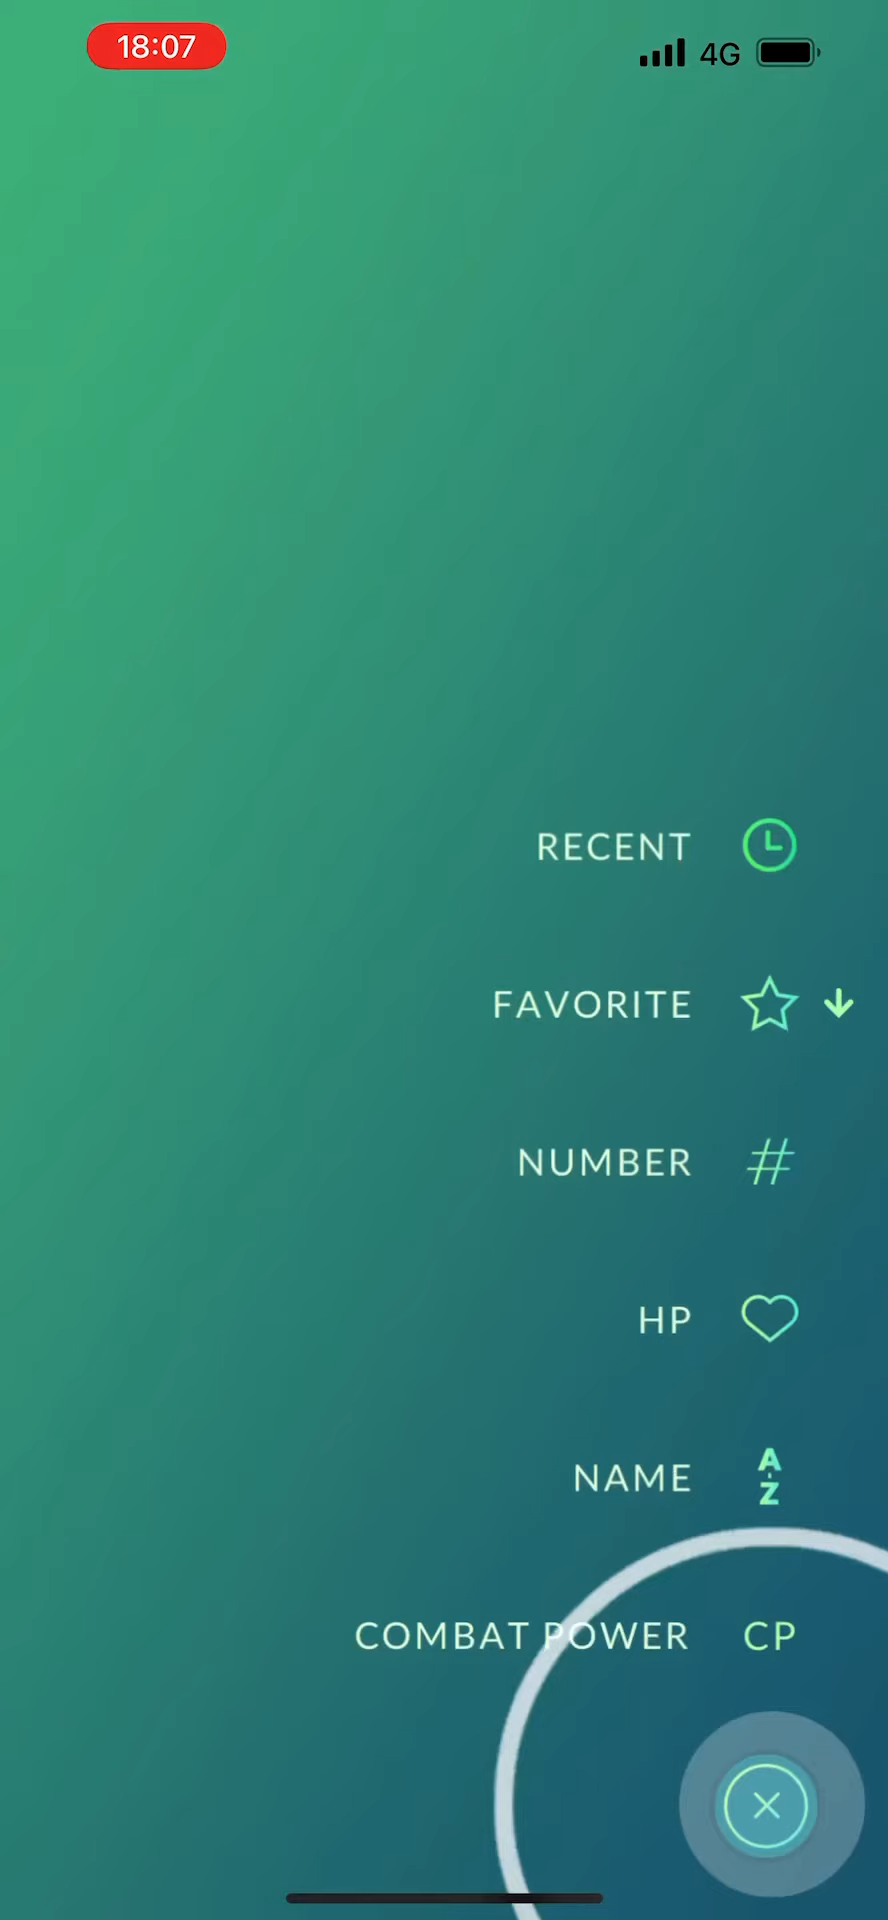 18:07 4G
RECENT
FAVORITE
NUMBER #
HP
NAME A-Z
COMBAT POWER CP